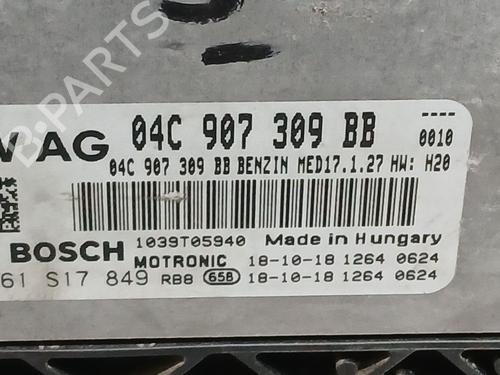 B-PARTS
W AG 04C 907 309 BB
----
0010
04C 907 309 BB BENZIN MED17.1.27 HW: H20
BOSCH 1039T05940 Made in Hungary
MOTRONIC 18-10-18 1264 0624
61 S17 849 RB8 658 18-10-18 1264 0624